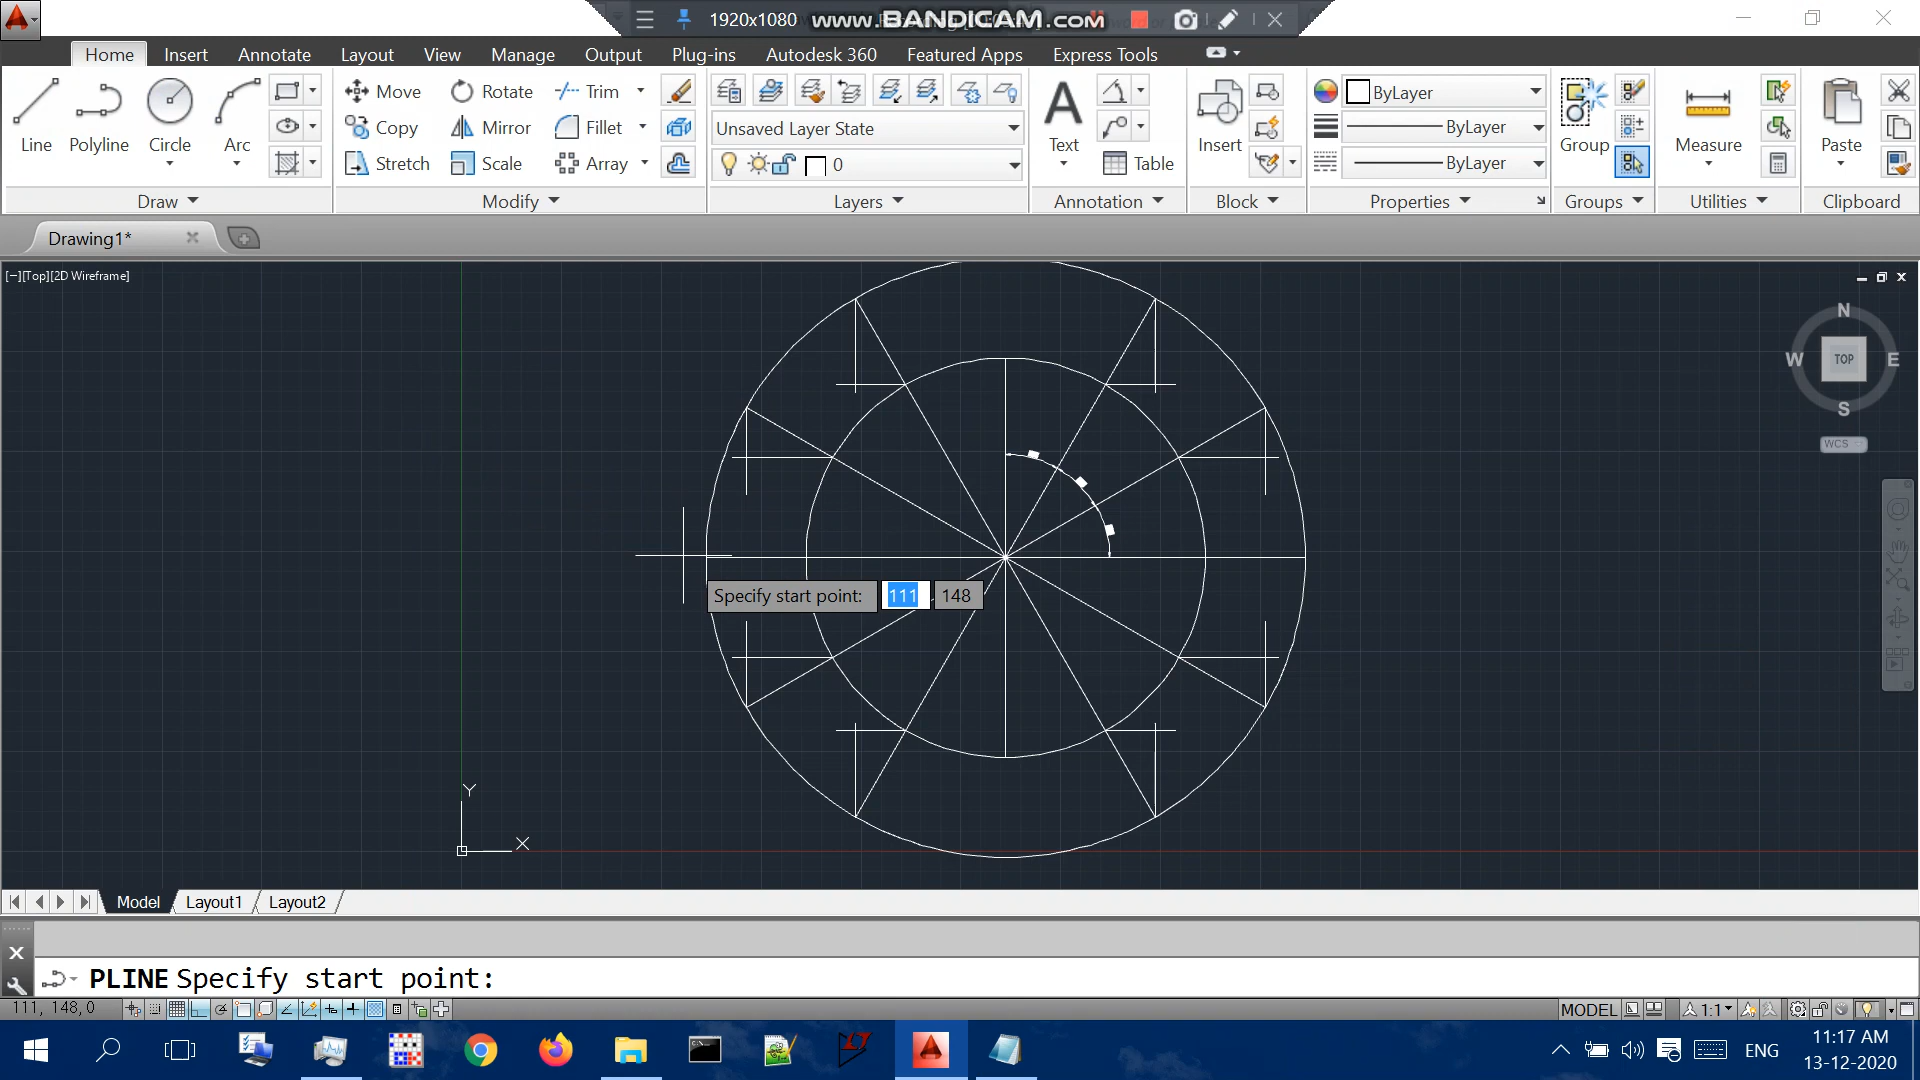 1920x1080 www.BANDICAM.com
Home Insert Annotate Layout View Manage Output Plug-ins Autodesk 360 Featured Apps Express Tools
Line Polyline Circle Arc
Move Rotate Trim
Copy Mirror Fillet
Stretch Scale Array
Unsaved Layer State
0
Text
Table
Insert
ByLayer
ByLayer
ByLayer
Group
Measure
Paste
Draw Modify Layers Annotation Block Properties Groups Utilities Clipboard
Drawing1*
[−][Top][2D Wireframe]
N
W TOP E
S
WCS
Specify start point: 111 148
Y
X
Model Layout1 Layout2
PLINE Specify start point:
111, 148, 0
MODEL 1:1
ENG
11:17 AM
13-12-2020